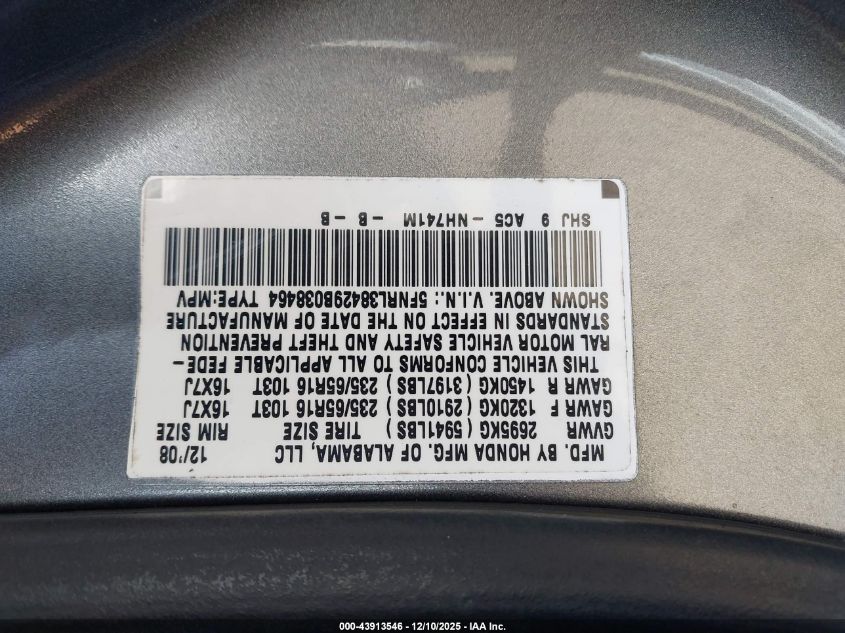 MFD. BY HONDA MFG. OF ALABAMA, LLC 12/'08
GVWR 2695KG ( 5941LBS ) TIRE SIZE RIM SIZE
GAWR F 1320KG ( 2910LBS ) 235/65R16 103T 16X7J
GAWR R 1450KG ( 3197LBS ) 235/65R16 103T 16X7J
THIS VEHICLE CONFORMS TO ALL APPLICABLE FEDE-
RAL MOTOR VEHICLE SAFETY AND THEFT PREVENTION
STANDARDS IN EFFECT ON THE DATE OF MANUFACTURE
SHOWN ABOVE. V.I.N.: 5FNRL38429B038464 TYPE:MPV
SHJ 9 AC5 - NH741M - B - B
000-43913546 - 12/10/2025 - IAA Inc.